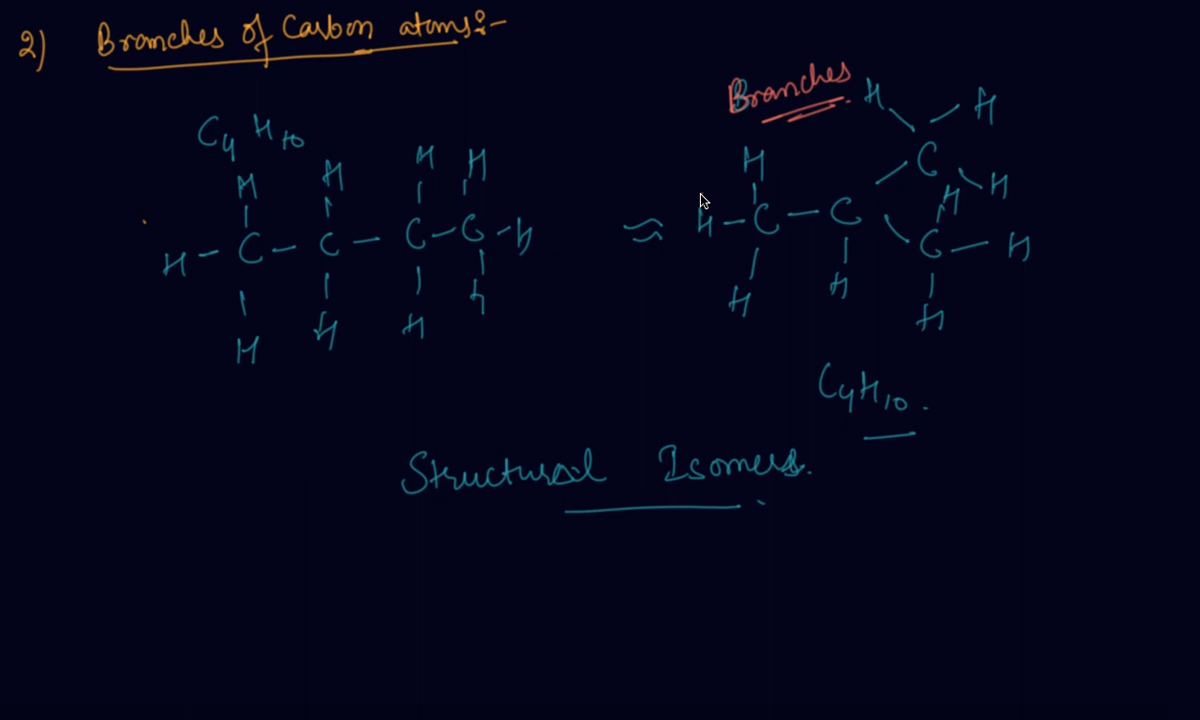 2) Branches of Carbon atoms:-
Branches
C4H10
H H H H
H - C - C - C - C - H
H H H H
≈
H H
H C H
H - C - C H
C - H
H H H
C4H10.
Structural Isomers.